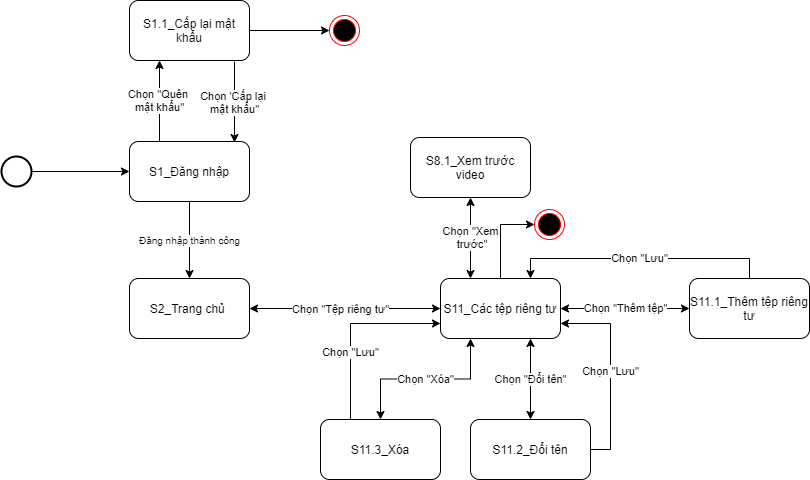 S1.1_Cấp lại mật
khẩu
Chọn "Quên
mật khẩu"
Chọn 'Cấp lại
mật khẩu"
S1_Đăng nhập
S8.1_Xem trước
video
Chọn "Xem
trước"
Đăng nhập thành công
Chọn "Lưu"
S2_Trang chủ
Chọn "Tệp riêng tư"
S11_Các tệp riêng tư
Chọn "Thêm tệp"
S11.1_Thêm tệp riêng
tư
Chọn "Lưu"
Chọn "Xóa"
Chọn "Đổi tên"
Chọn "Lưu"
S11.3_Xóa
S11.2_Đổi tên